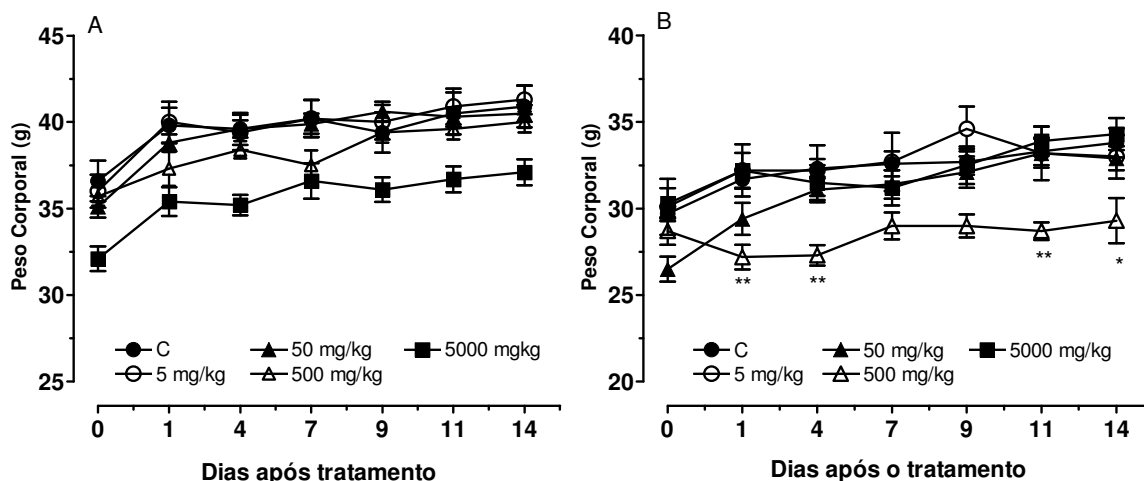 A
45
40
35
30
25
Peso Corporal (g)
C 50 mg/kg 5000 mgkg
5 mg/kg 500 mg/kg
0 1 4 7 9 11 14
Dias após tratamento
B
40
35
30
25
20
Peso Corporal (g)
** ** ** *
C 50 mg/kg 5000 mg/kg
5 mg/kg 500 mg/kg
0 1 4 7 9 11 14
Dias após o tratamento